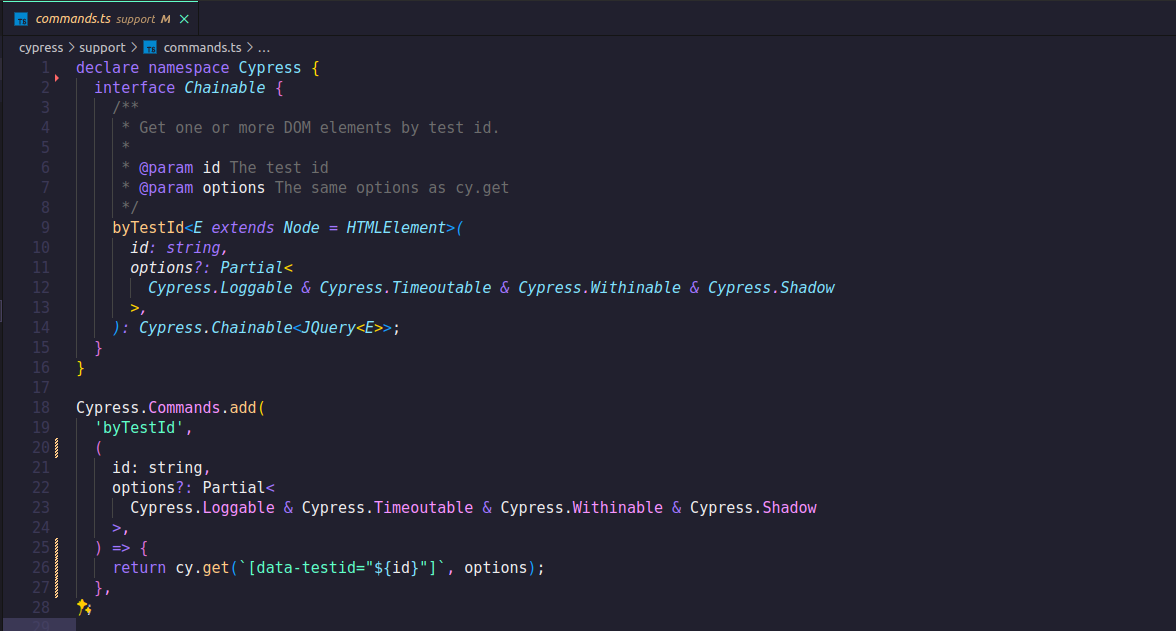 TS commands.ts support M ×
cypress > support > TS commands.ts > ...
1 declare namespace Cypress {
2   interface Chainable {
3     /**
4      * Get one or more DOM elements by test id.
5      *
6      * @param id The test id
7      * @param options The same options as cy.get
8      */
9     byTestId<E extends Node = HTMLElement>(
10       id: string,
11       options?: Partial<
12         Cypress.Loggable & Cypress.Timeoutable & Cypress.Withinable & Cypress.Shadow
13       >,
14     ): Cypress.Chainable<JQuery<E>>;
15   }
16 }
17
18 Cypress.Commands.add(
19   'byTestId',
20   (
21     id: string,
22     options?: Partial<
23       Cypress.Loggable & Cypress.Timeoutable & Cypress.Withinable & Cypress.Shadow
24     >,
25   ) => {
26     return cy.get(`[data-testid="${id}"]`, options);
27   },
28 );
29